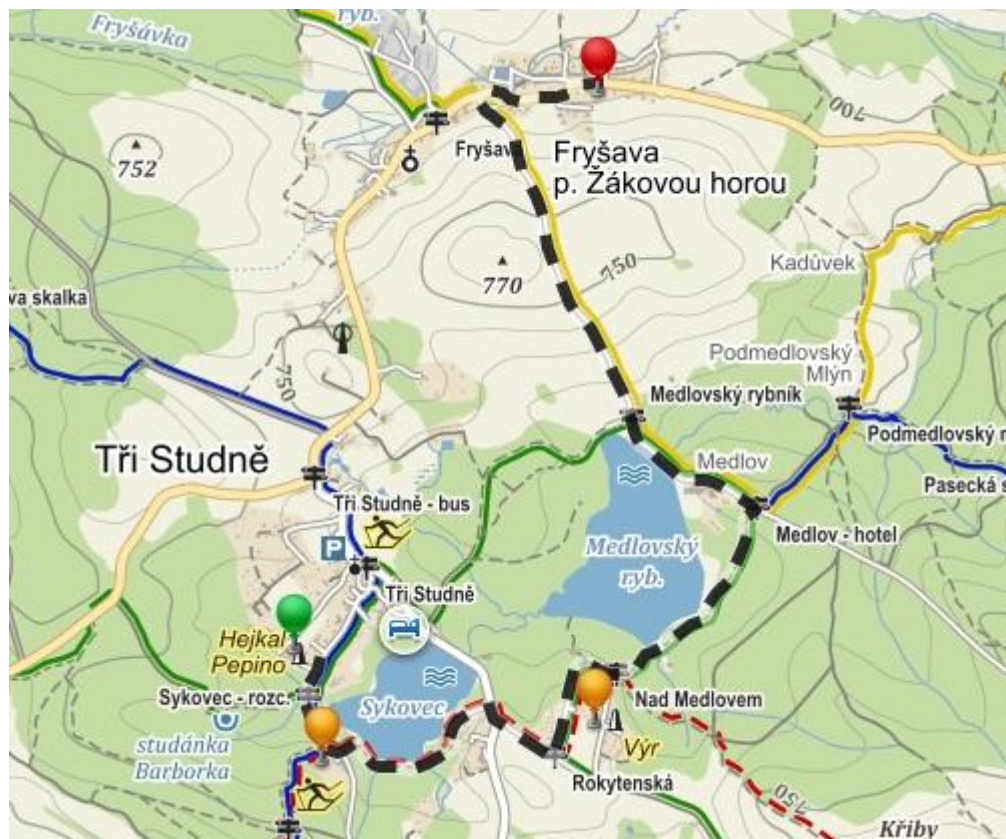 Fryšávka
ryb.
700
752
Fryšava
Fryšava
p. Žákovou horou
770
750
Kadůvek
va skalka
750
Podmedlovský
Mlýn
Medlovský rybník
Tři Studně
Medlov
Podmedlovský m
Pasecká s
Tři Studně - bus
P
Medlov - hotel
Medlovský
ryb.
Tři Studně
Hejkal
Pepino
Sykovec - rozc.
Sykovec
Nad Medlovem
studánka
Barborka
Výr
Rokytenská
750
Křiby